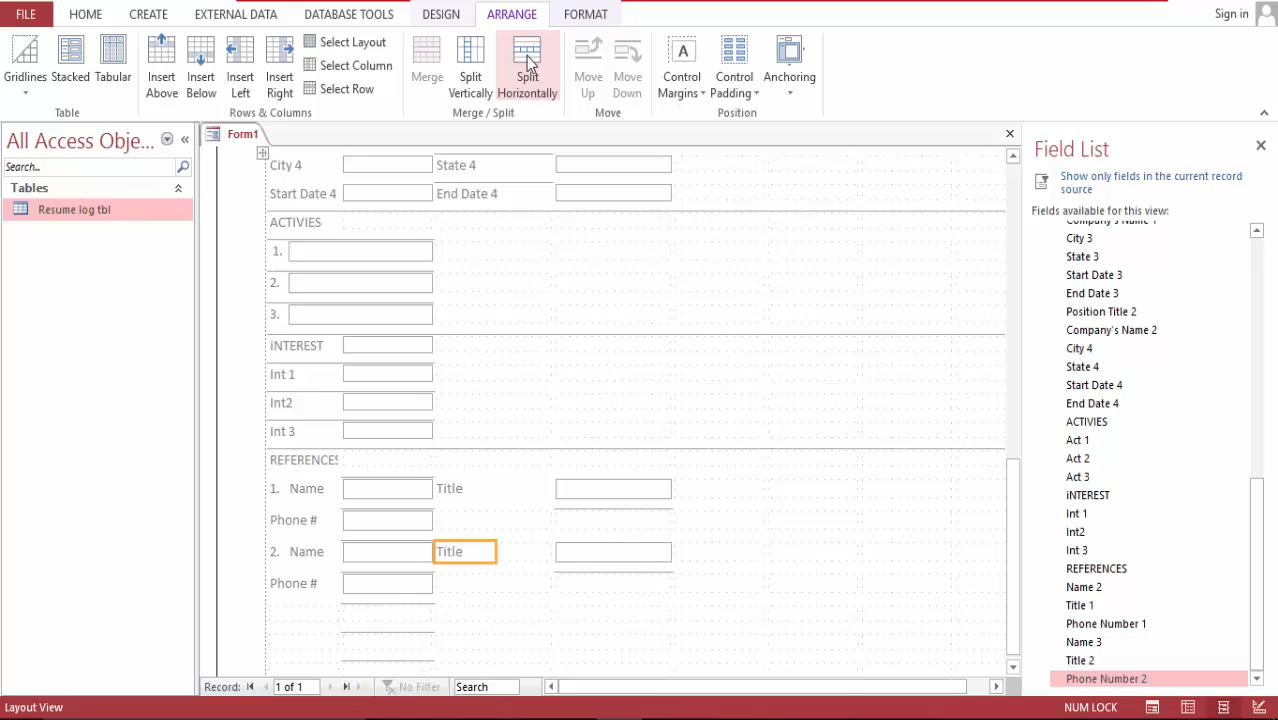 FILE HOME CREATE EXTERNAL DATA DATABASE TOOLS DESIGN ARRANGE FORMAT Sign in
Gridlines Stacked Tabular
Insert Above Insert Below Insert Left Insert Right
Select Layout
Select Column
Select Row
Merge Split Vertically Split Horizontally
Move Up Move Down
Control Margins Control Padding Anchoring
Table Rows & Columns Merge / Split Move Position
All Access Obje...
Search...
Tables
Resume log tbl
Form1
City 4 State 4
Start Date 4 End Date 4
ACTIVIES
1.
2.
3.
iNTEREST
Int 1
Int2
Int 3
REFERENCES
1. Name Title
Phone #
2. Name Title
Phone #
Record: 1 of 1 No Filter Search
Field List
Show only fields in the current record
source
Fields available for this view:
Company's Name 1
City 3
State 3
Start Date 3
End Date 3
Position Title 2
Company's Name 2
City 4
State 4
Start Date 4
End Date 4
ACTIVIES
Act 1
Act 2
Act 3
iNTEREST
Int 1
Int2
Int 3
REFERENCES
Name 2
Title 1
Phone Number 1
Name 3
Title 2
Phone Number 2
Layout View NUM LOCK